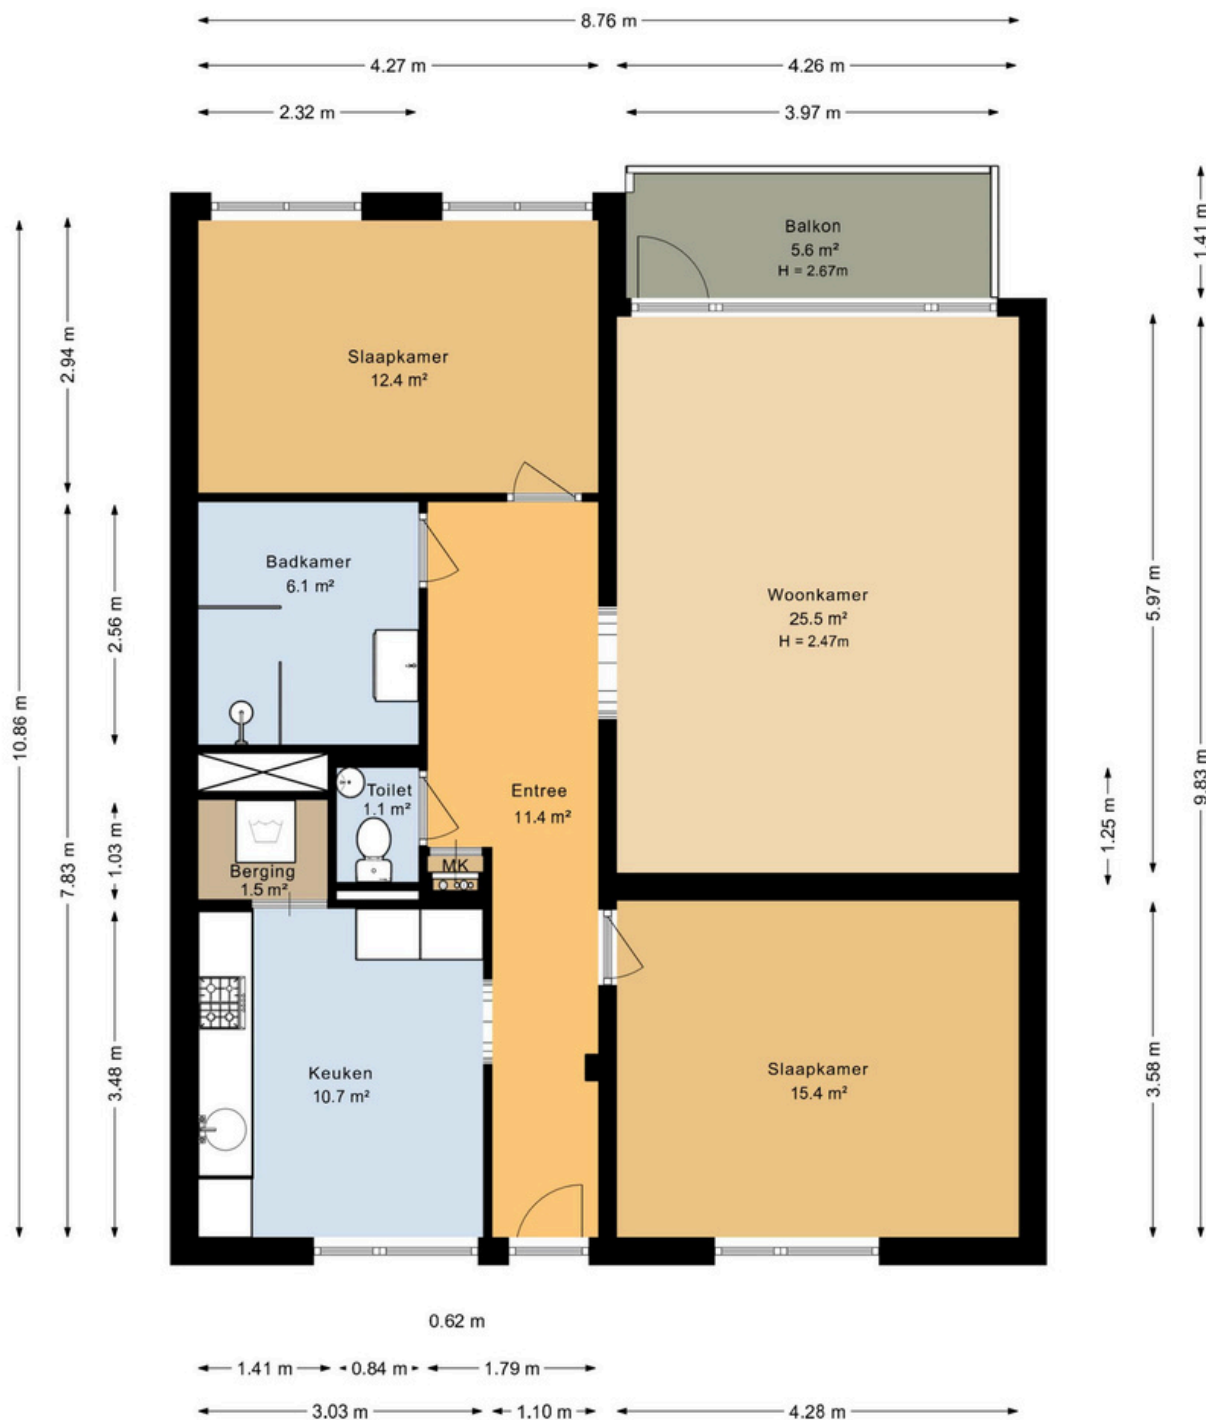 8.76 m
4.27 m
4.26 m
2.32 m
3.97 m
Balkon
5.6 m²
H = 2.67m
1.41 m
Slaapkamer
12.4 m²
2.94 m
Badkamer
6.1 m²
2.56 m
Woonkamer
25.5 m²
H = 2.47m
5.97 m
10.86 m
9.83 m
Toilet
1.1 m²
Entree
11.4 m²
1.25 m
MK
Berging
1.5 m²
1.03 m
7.83 m
Keuken
10.7 m²
3.48 m
Slaapkamer
15.4 m²
3.58 m
0.62 m
1.41 m
0.84 m
1.79 m
3.03 m
1.10 m
4.28 m